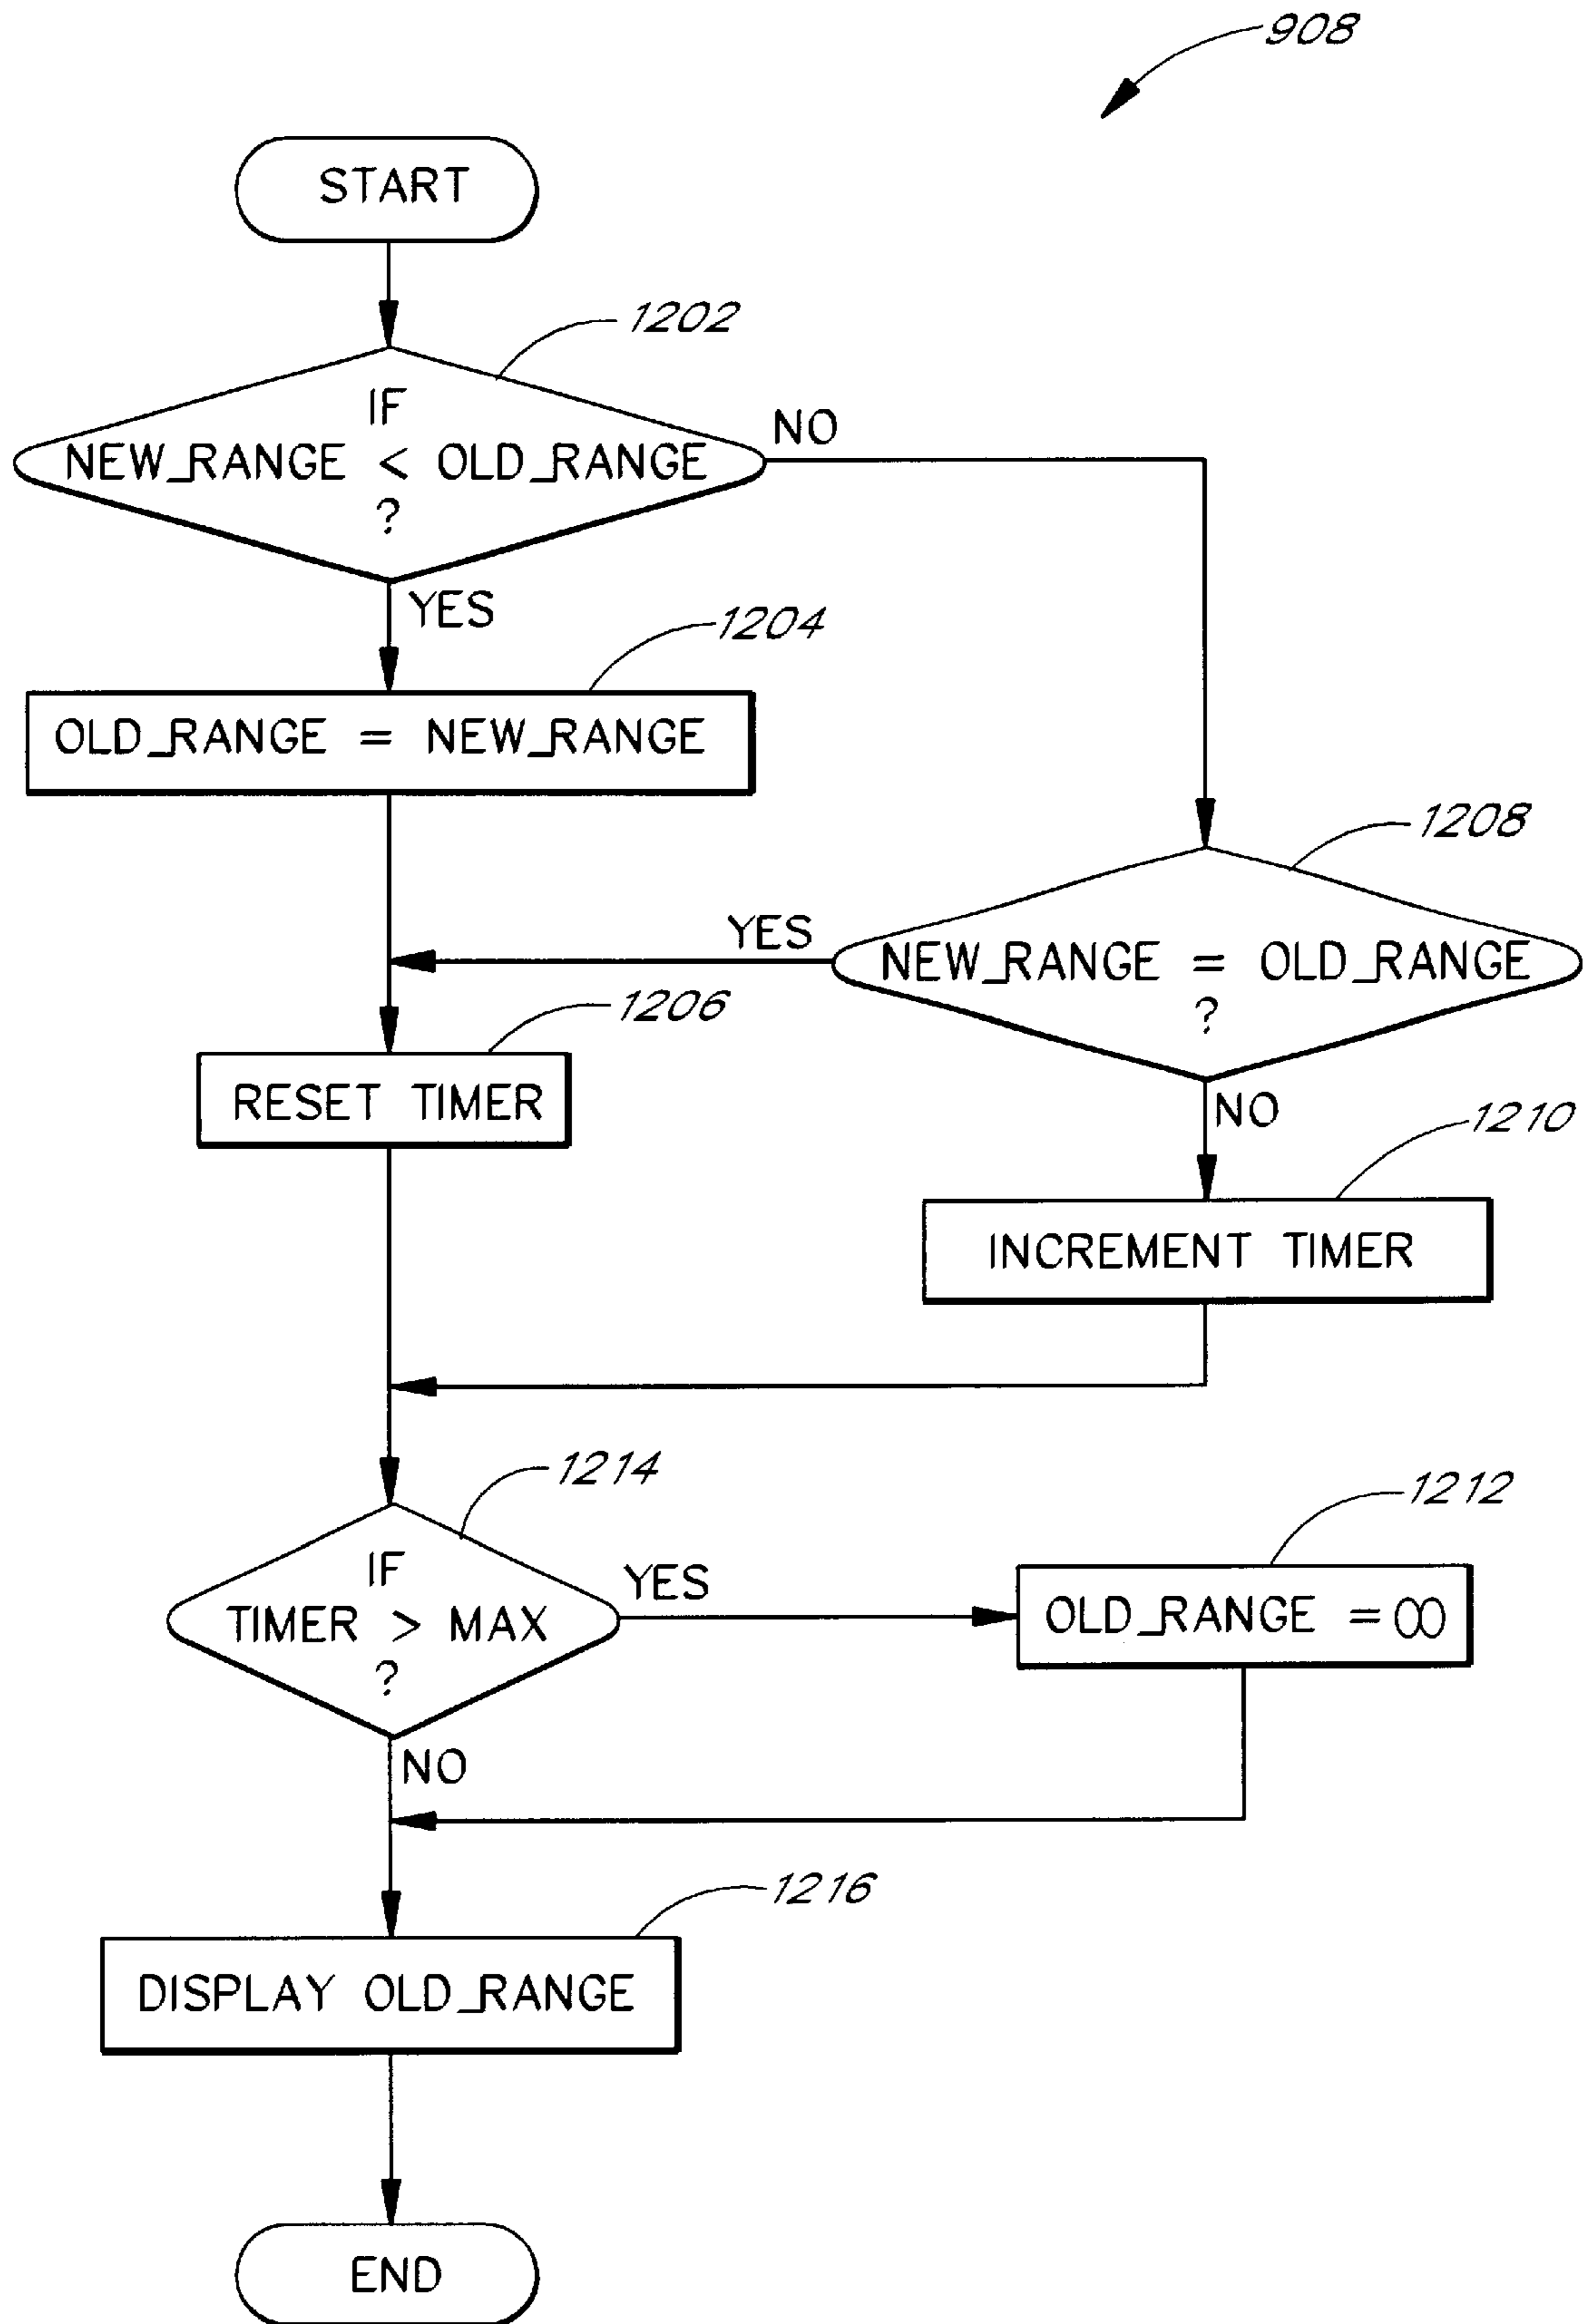 908
START
1202
IF
NEW_RANGE < OLD_RANGE
?
NO
YES
1204
OLD_RANGE = NEW_RANGE
1208
YES
NEW_RANGE = OLD_RANGE
?
1206
RESET TIMER
NO
1210
INCREMENT TIMER
1214
IF
TIMER > MAX
?
YES
1212
OLD_RANGE = ∞
NO
1216
DISPLAY OLD_RANGE
END